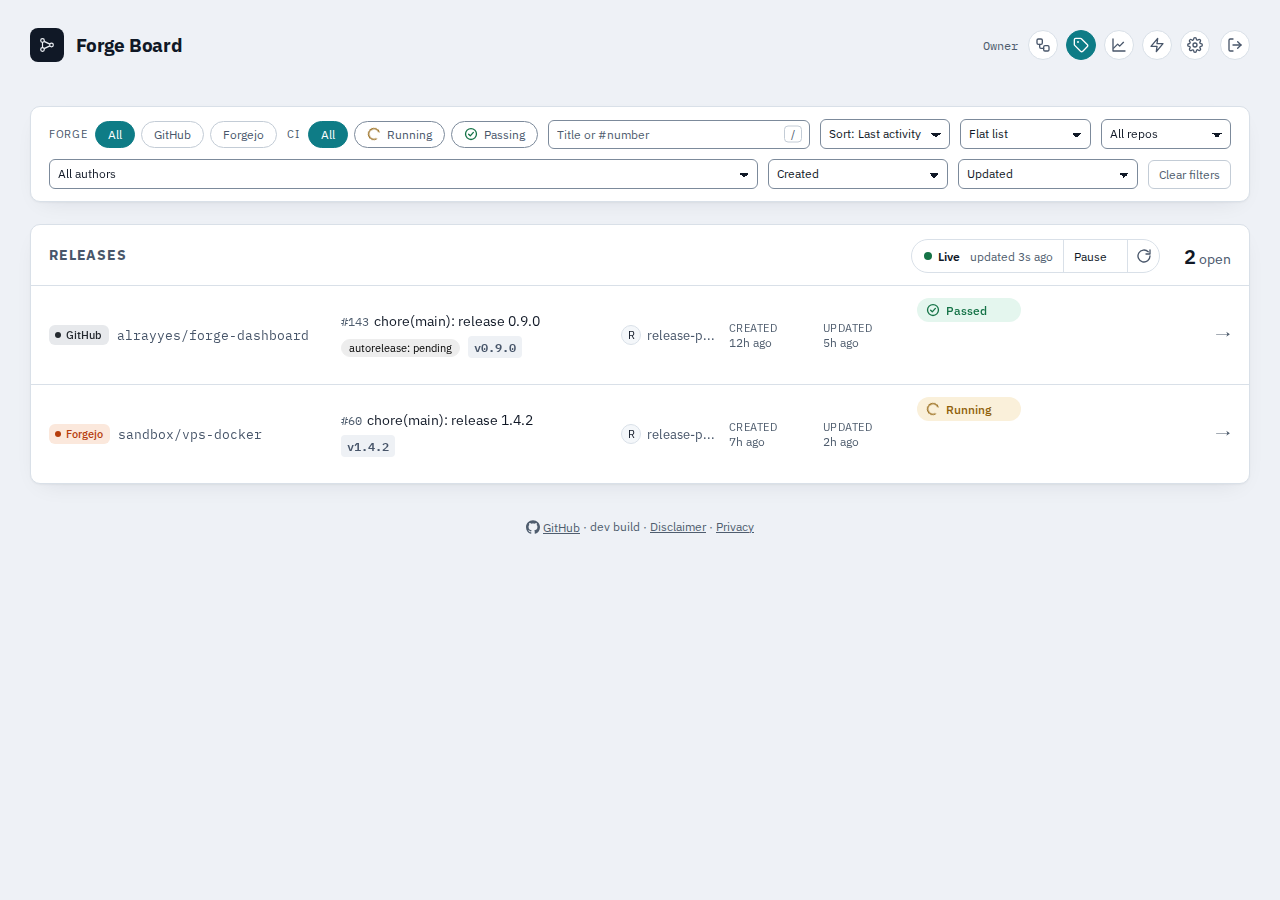 Forge Board
Owner
FORGE All GitHub Forgejo CI All Running Passing Title or #number / Sort: Last activity Flat list All repos
All authors Created Updated Clear filters
RELEASES Live updated 3s ago Pause 2 open
GitHub alrayyes/forge-dashboard #143 chore(main): release 0.9.0 R release-p... CREATED UPDATED Passed →
autorelease: pending v0.9.0 12h ago 5h ago
Forgejo sandbox/vps-docker #60 chore(main): release 1.4.2 R release-p... CREATED UPDATED Running →
v1.4.2 7h ago 2h ago
GitHub · dev build · Disclaimer · Privacy